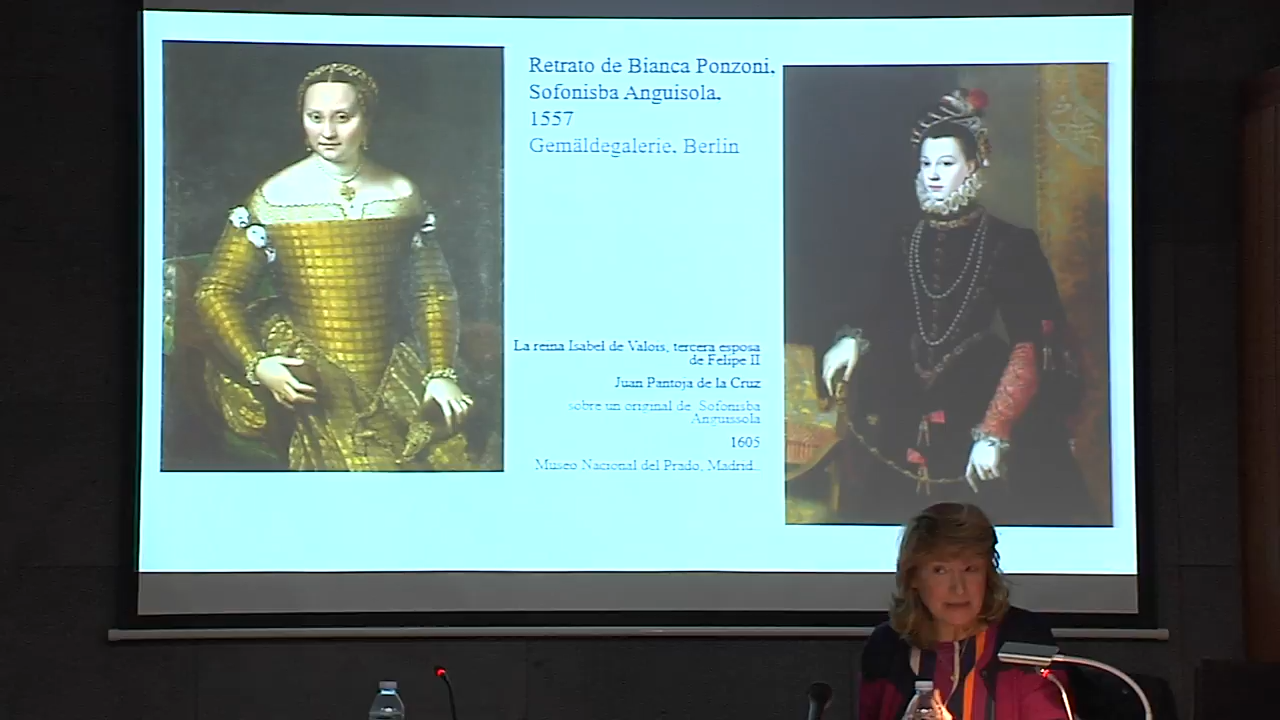 Retrato de Bianca Ponzoni.
Sofonisba Anguisola.
1557
Gemäldegalerie. Berlin
La reina Isabel de Valois, tercera esposa
de Felipe II
Juan Pantoja de la Cruz
sobre un original de Sofonisba
Anguissola
1605
Museo Nacional del Prado, Madrid..